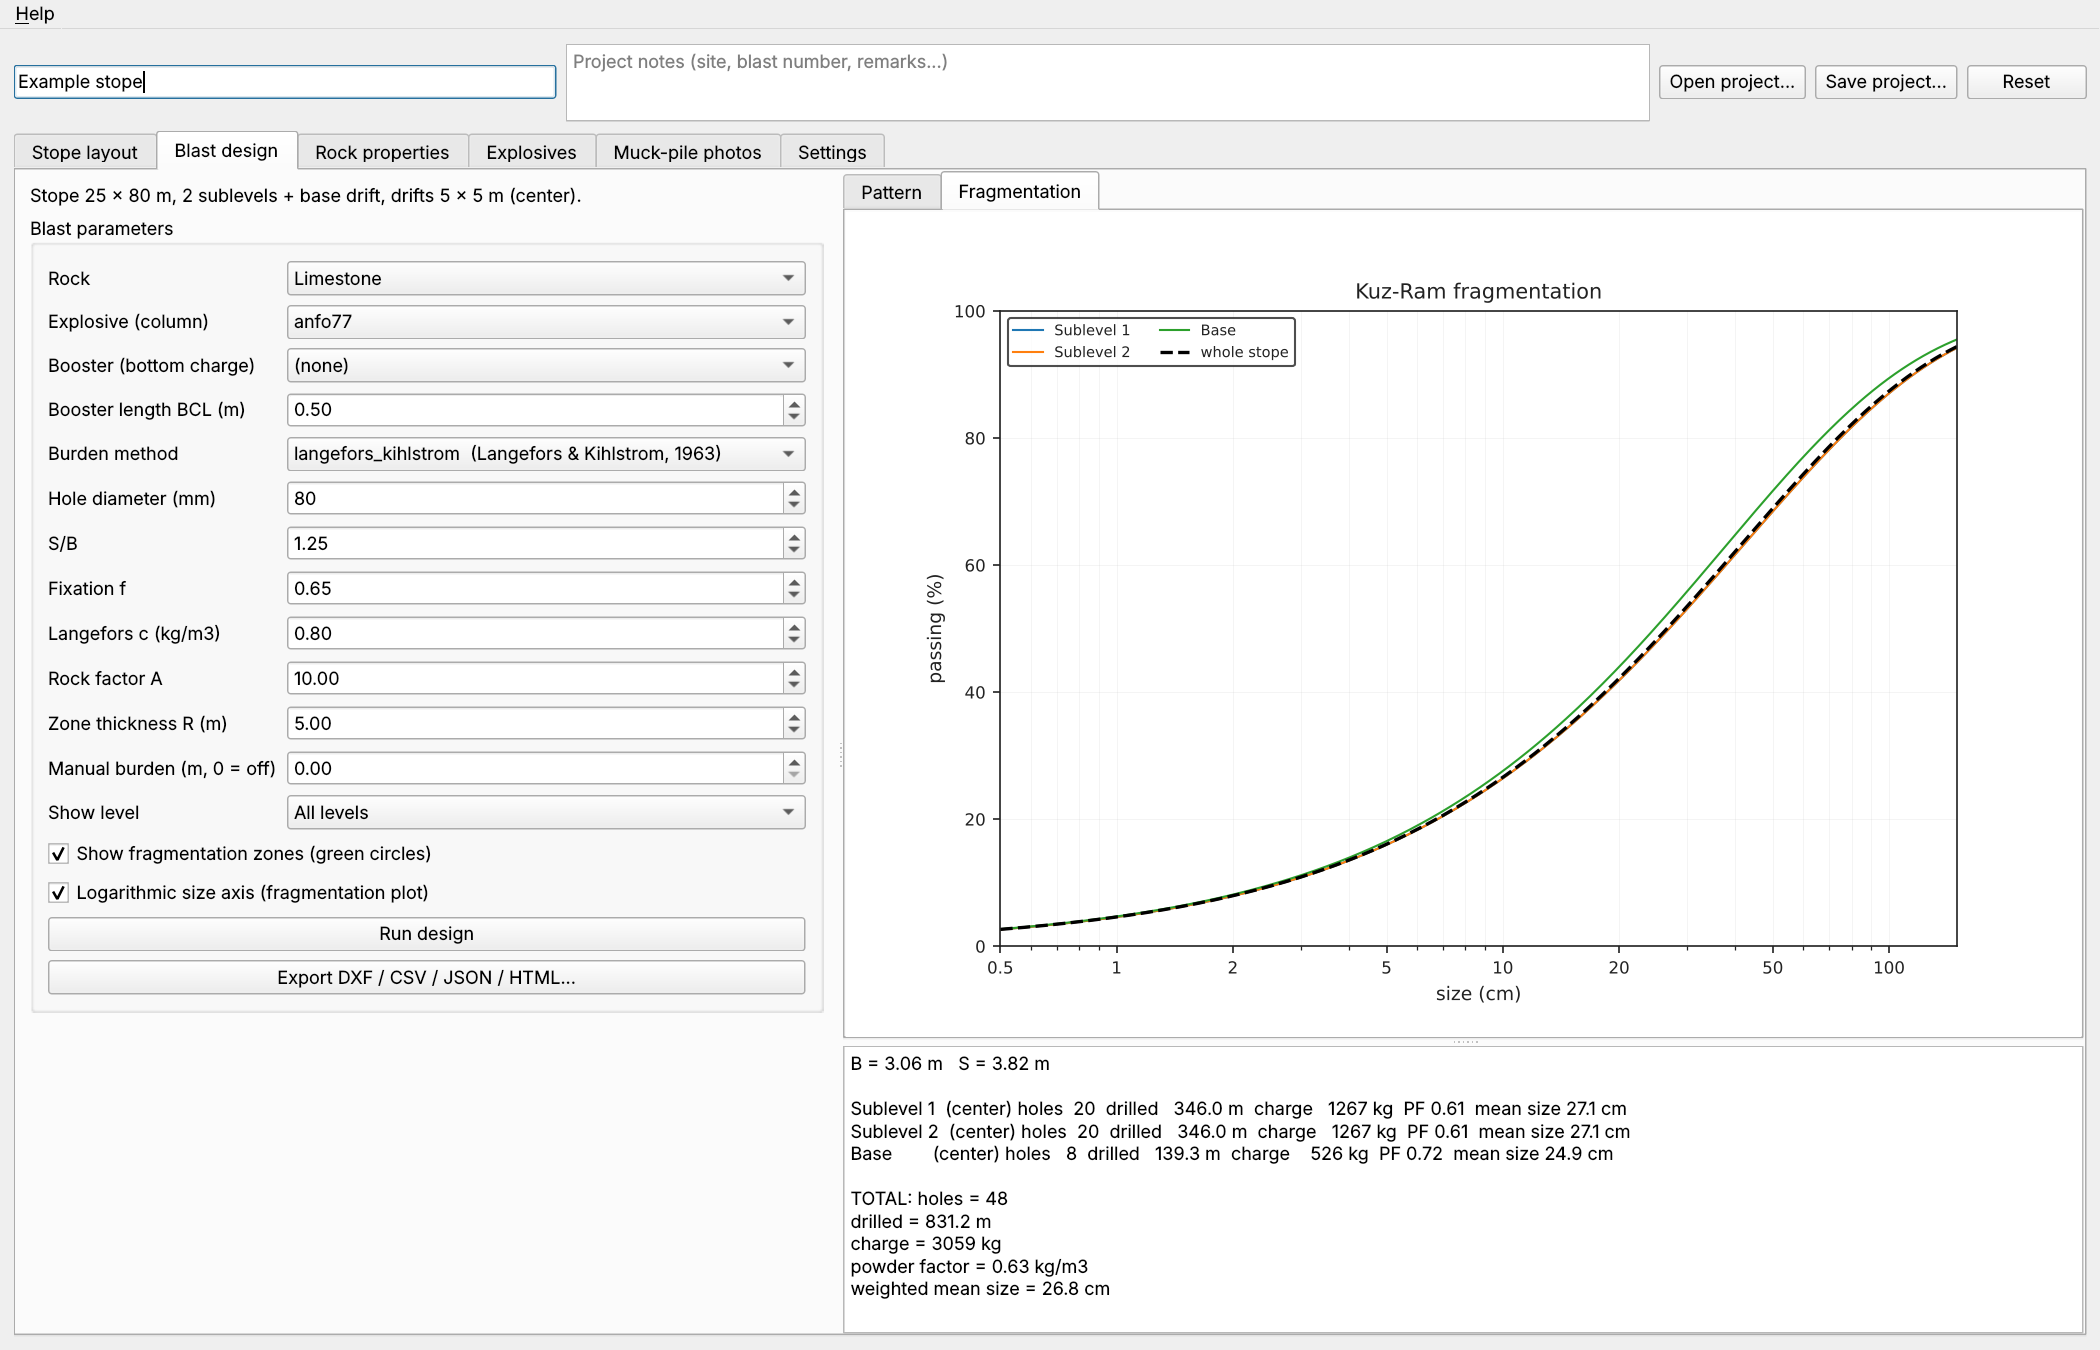 Help
Example stope
Project notes (site, blast number, remarks...)
Open project...
Save project...
Reset
Stope layout
Blast design
Rock properties
Explosives
Muck-pile photos
Settings
Stope 25 × 80 m, 2 sublevels + base drift, drifts 5 × 5 m (center).
Blast parameters
Rock
Limestone
Explosive (column)
anfo77
Booster (bottom charge)
(none)
Booster length BCL (m)
0.50
Burden method
langefors_kihlstrom  (Langefors & Kihlstrom, 1963)
Hole diameter (mm)
80
S/B
1.25
Fixation f
0.65
Langefors c (kg/m3)
0.80
Rock factor A
10.00
Zone thickness R (m)
5.00
Manual burden (m, 0 = off)
0.00
Show level
All levels
Show fragmentation zones (green circles)
Logarithmic size axis (fragmentation plot)
Run design
Export DXF / CSV / JSON / HTML...
Pattern
Fragmentation
Kuz-Ram fragmentation
Sublevel 1
Sublevel 2
Base
whole stope
passing (%)
100
80
60
40
20
0
0.5
1
2
5
10
20
50
100
size (cm)
B = 3.06 m   S = 3.82 m
Sublevel 1  (center) holes  20  drilled   346.0 m  charge   1267 kg  PF 0.61  mean size 27.1 cm
Sublevel 2  (center) holes  20  drilled   346.0 m  charge   1267 kg  PF 0.61  mean size 27.1 cm
Base        (center) holes   8  drilled   139.3 m  charge    526 kg  PF 0.72  mean size 24.9 cm
TOTAL: holes = 48
drilled = 831.2 m
charge = 3059 kg
powder factor = 0.63 kg/m3
weighted mean size = 26.8 cm